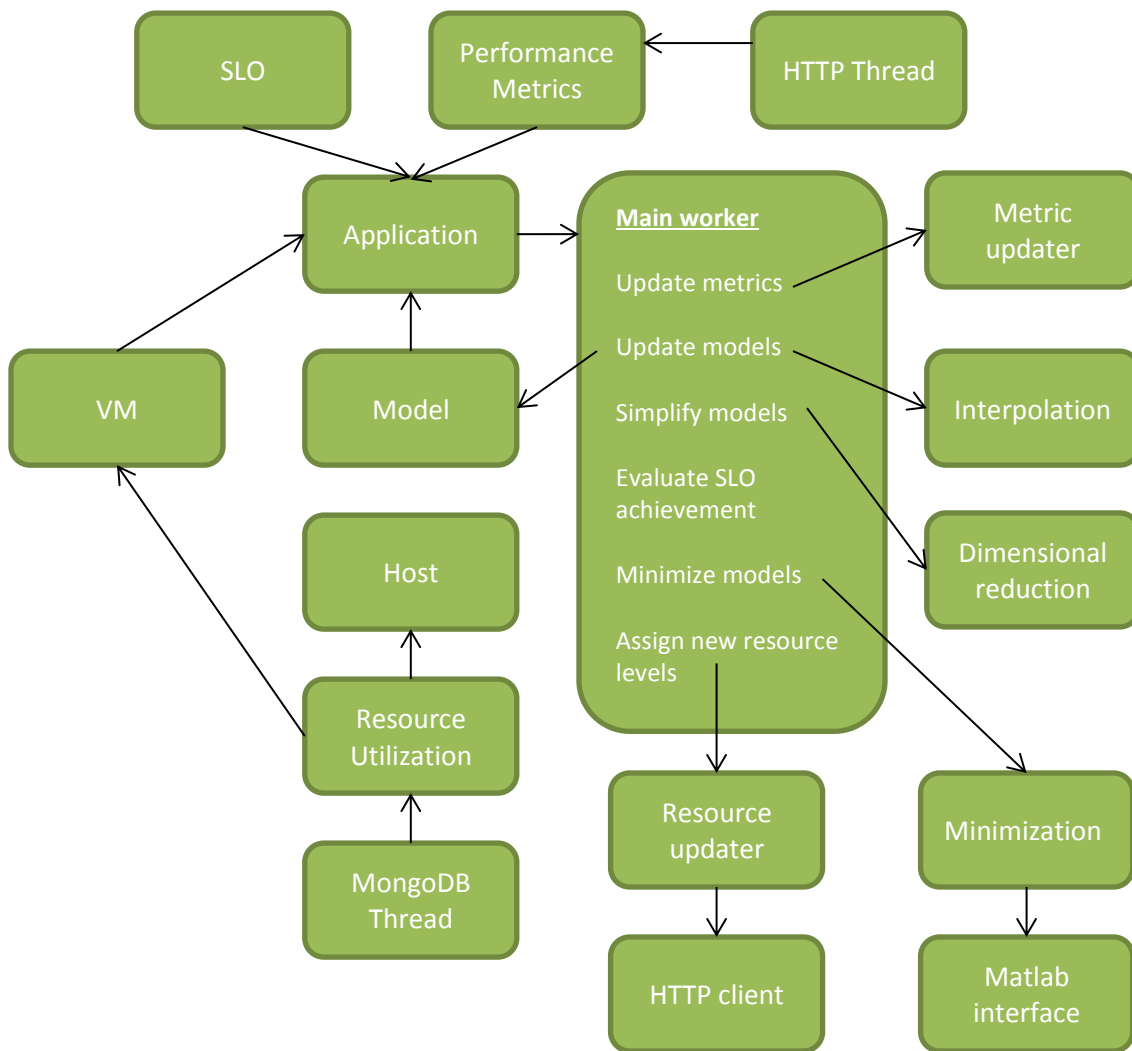 SLO
Performance
Metrics
HTTP Thread
Application
Main worker
Metric
updater
Update metrics
VM
Model
Update models
Interpolation
Simplify models
Evaluate SLO
achievement
Host
Minimize models
Dimensional
reduction
Assign new resource
levels
Resource
Utilization
Resource
updater
Minimization
MongoDB
Thread
HTTP client
Matlab
interface